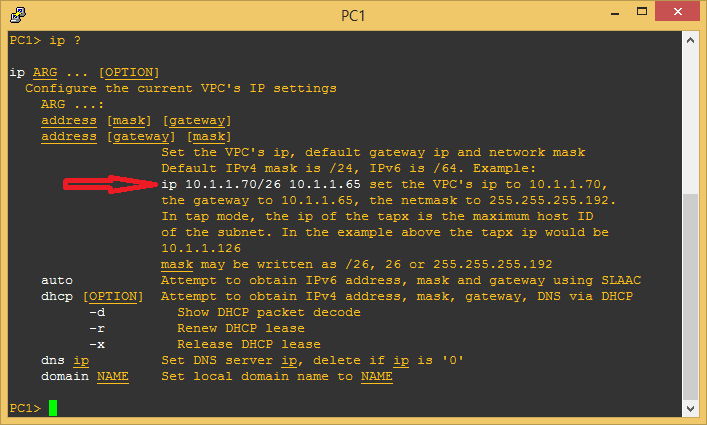 PC1
PC1> ip ?
ip ARG ... [OPTION]
Configure the current VPC's IP settings
ARG ...:
address [mask] [gateway]
address [gateway] [mask]
Set the VPC's ip, default gateway ip and network mask
Default IPv4 mask is /24, IPv6 is /64. Example:
ip 10.1.1.70/26 10.1.1.65 set the VPC's ip to 10.1.1.70,
the gateway to 10.1.1.65, the netmask to 255.255.255.192.
In tap mode, the ip of the tapx is the maximum host ID
of the subnet. In the example above the tapx ip would be
10.1.1.126
mask may be written as /26, 26 or 255.255.255.192
auto Attempt to obtain IPv6 address, mask and gateway using SLAAC
dhcp [OPTION] Attempt to obtain IPv4 address, mask, gateway, DNS via DHCP
-d Show DHCP packet decode
-r Renew DHCP lease
-x Release DHCP lease
dns ip Set DNS server ip, delete if ip is '0'
domain NAME Set local domain name to NAME
PC1>